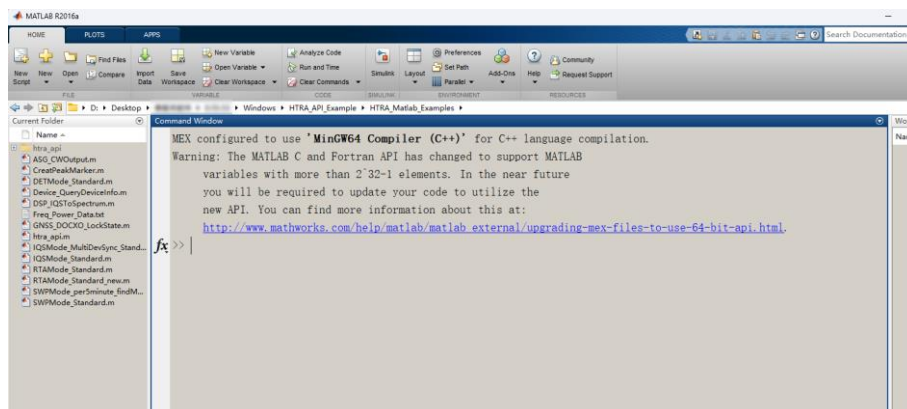 MATLAB R2016a
HOME PLOTS APPS
Search Documentation
New Script
New
Open
Find Files
Compare
Import Data
Save Workspace
New Variable
Open Variable
Clear Workspace
Analyze Code
Run and Time
Clear Commands
Simulink
Layout
Preferences
Set Path
Parallel
Add-Ons
Help
Community
Request Support
FILE VARIABLE CODE SIMULINK ENVIRONMENT RESOURCES
D: Desktop Windows HTRA_API_Example HTRA_Matlab_Examples
Current Folder
Name
htra_api
ASG_CWOutput.m
CreatPeakMarker.m
DETMode_Standard.m
Device_QueryDeviceInfo.m
DSP_IQSToSpectrum.m
Freq_Power_Data.txt
GNSS_DOCXO_LockState.m
htra_api.m
IQSMode_MultiDevSync_Stand...
IQSMode_Standard.m
RTAMode_Standard.m
RTAMode_Standard_new.m
SWPMode_per5minute_findM...
SWPMode_Standard.m
Command Window
MEX configured to use 'MinGW64 Compiler (C++)' for C++ language compilation.
Warning: The MATLAB C and Fortran API has changed to support MATLAB
variables with more than 2^32-1 elements. In the near future
you will be required to update your code to utilize the
new API. You can find more information about this at:
http://www.mathworks.com/help/matlab/matlab_external/upgrading-mex-files-to-use-64-bit-api.html.
fx >>
Wo
Na